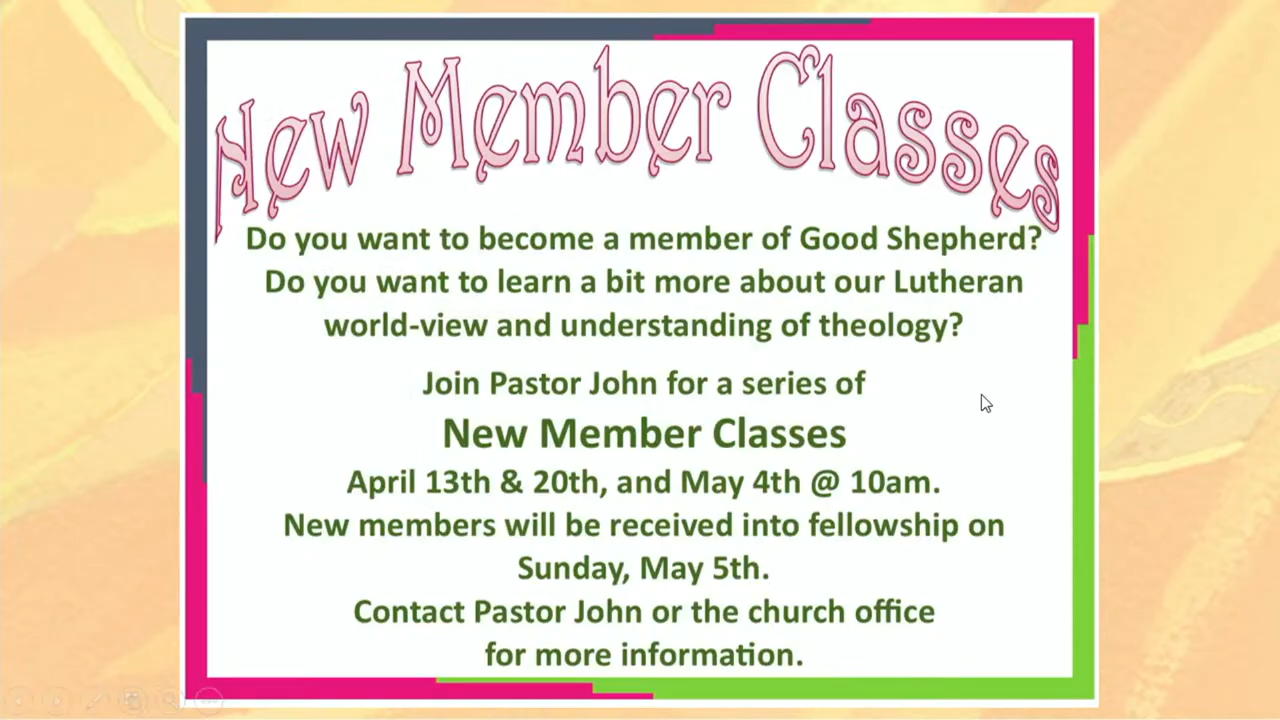 New Member Classes
Do you want to become a member of Good Shepherd?
Do you want to learn a bit more about our Lutheran
world-view and understanding of theology?
Join Pastor John for a series of
New Member Classes
April 13th & 20th, and May 4th @ 10am.
New members will be received into fellowship on
Sunday, May 5th.
Contact Pastor John or the church office
for more information.